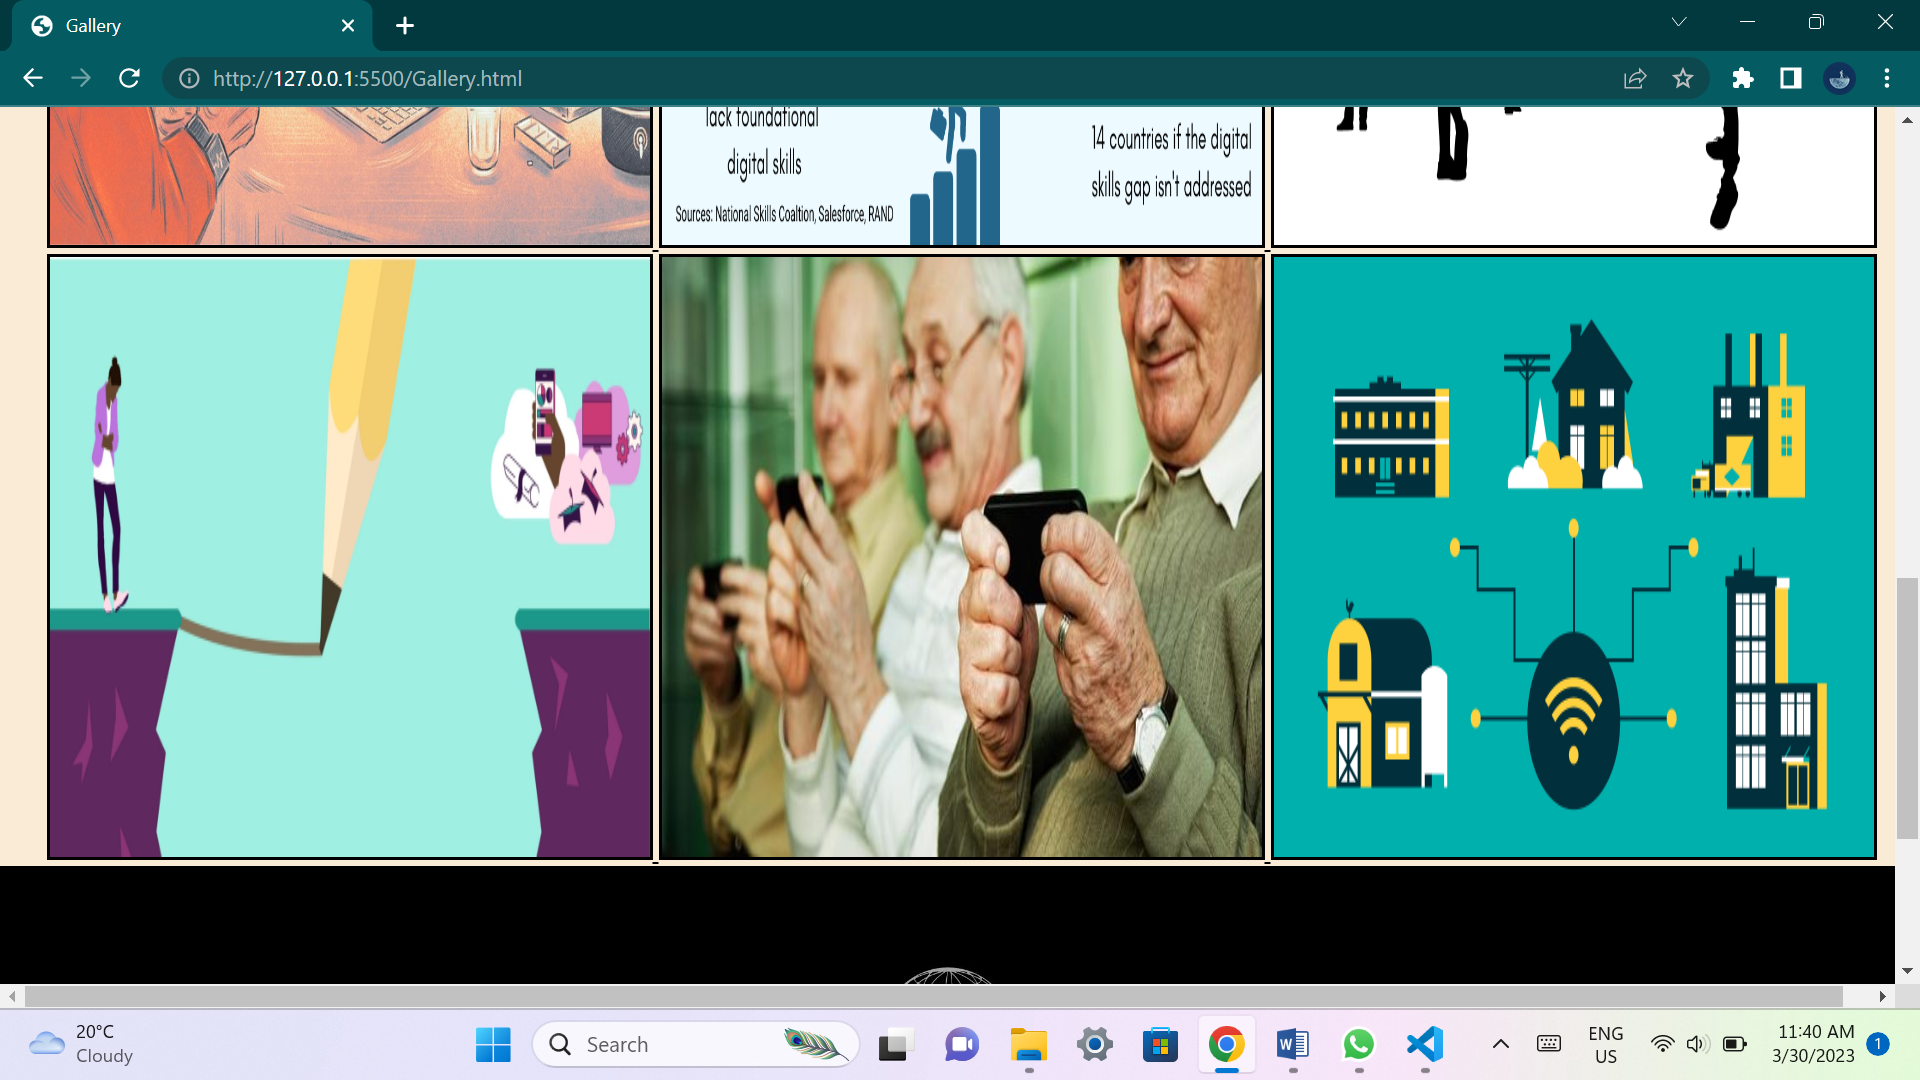 Gallery
http://127.0.0.1:5500/Gallery.html
lack foundational
digital skills
Sources: National Skills Coaltion, Salesforce, RAND
14 countries if the digital
skills gap isn't addressed
20°C
Cloudy
Search
ENG
US
11:40 AM
3/30/2023
1